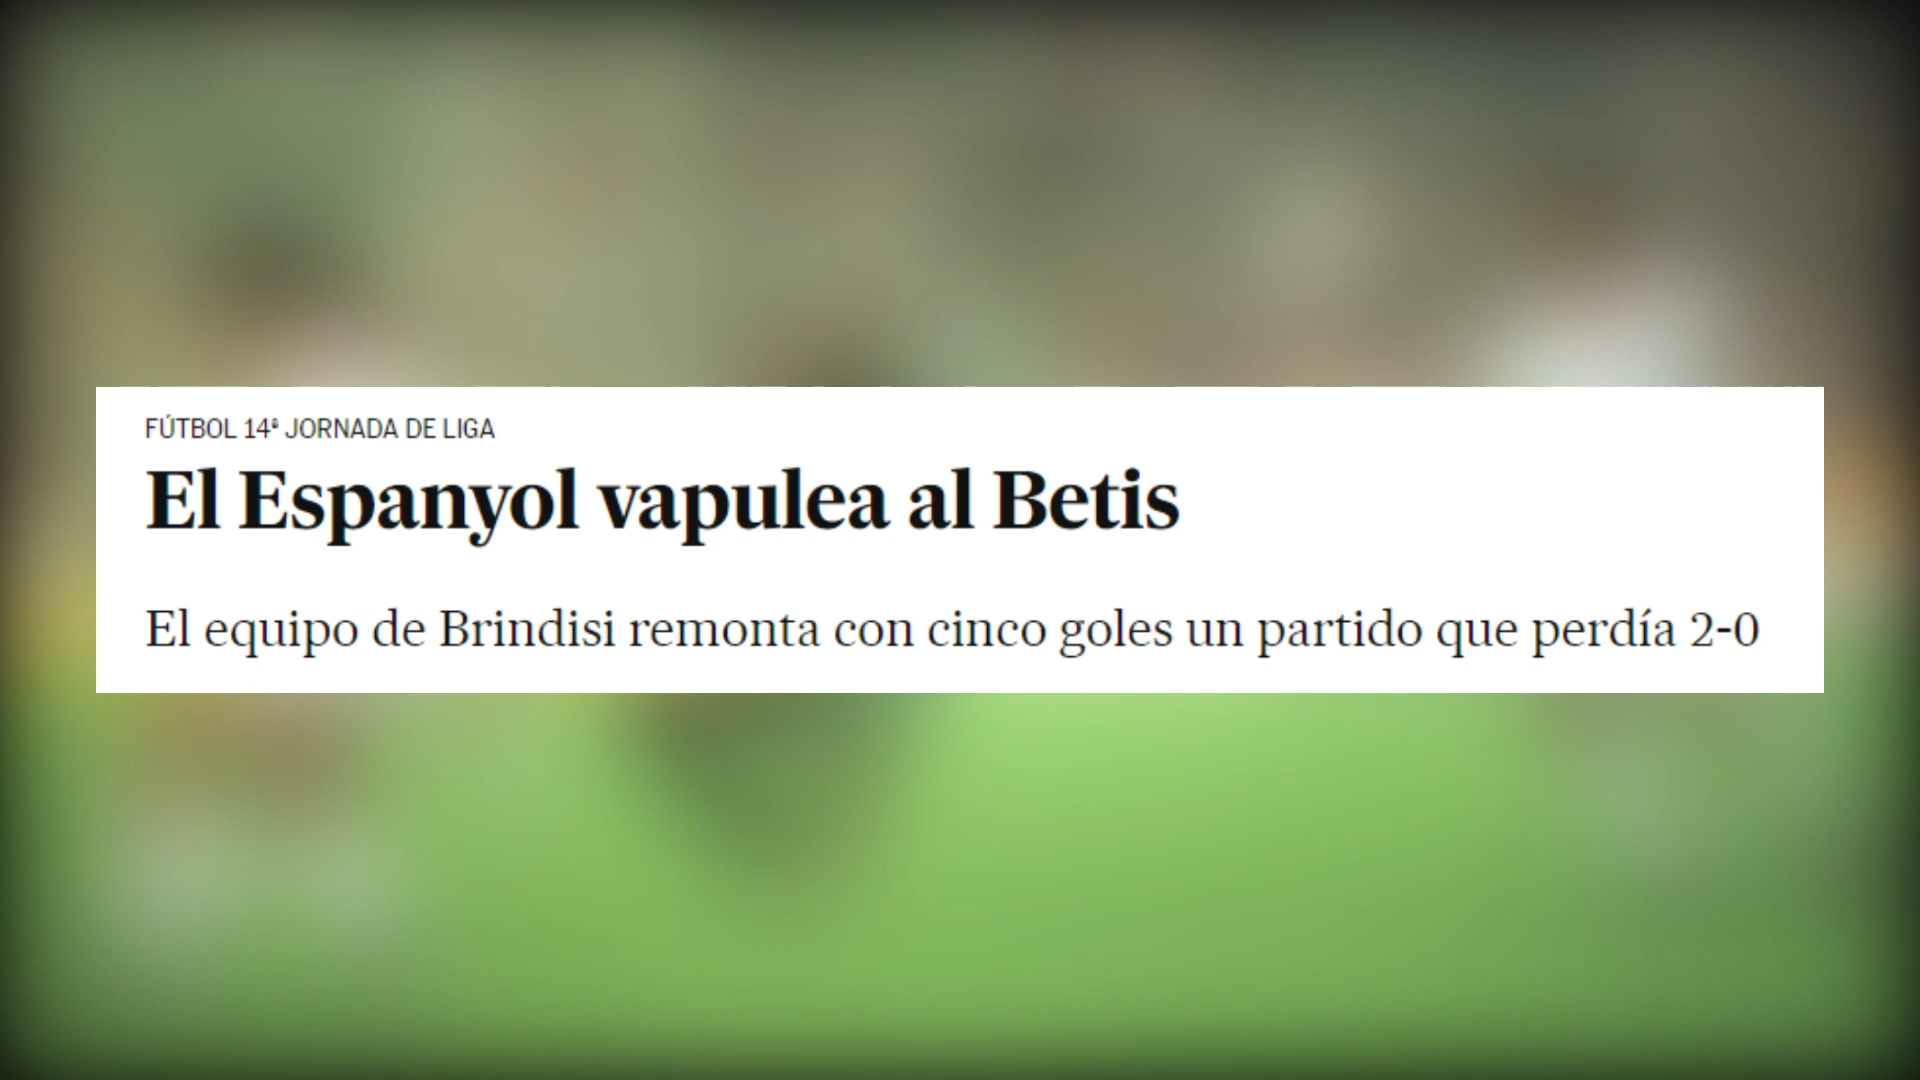 FÚTBOL 14ª JORNADA DE LIGA
El Espanyol vapulea al Betis
El equipo de Brindisi remonta con cinco goles un partido que perdía 2-0